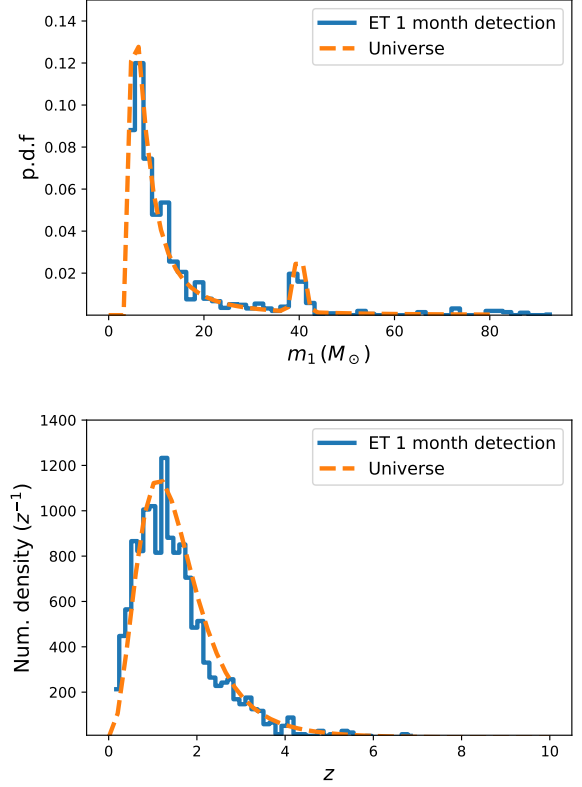 0.14
0.12
0.10
0.08
0.06
0.04
0.02
p.d.f
ET 1 month detection
Universe
0 20 40 60 80
m₁ (M⊙)
1400
1200
1000
800
600
400
200
Num. density (z⁻¹)
ET 1 month detection
Universe
0 2 4 6 8 10
z